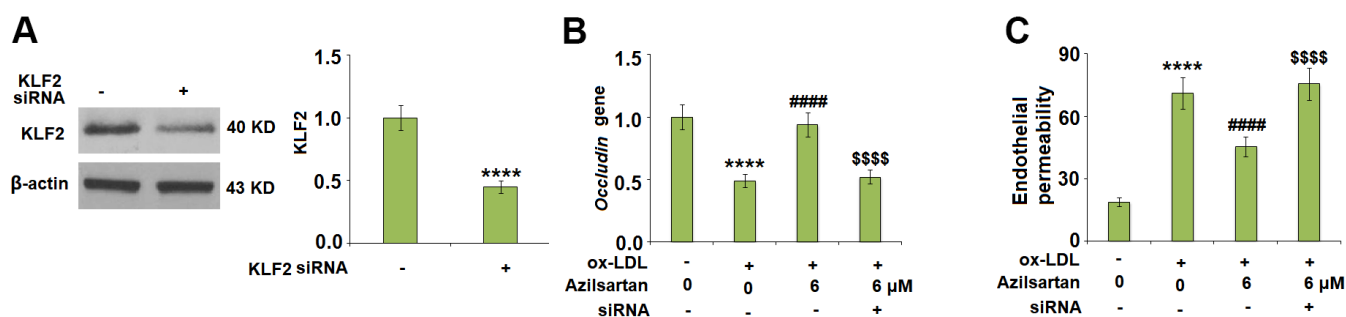 A
KLF2
siRNA
-
+
KLF2
40 KD
β-actin
43 KD
KLF2
1.5
1.0
0.5
0.0
****
KLF2 siRNA
-
+
B
Occludin gene
1.5
1.0
0.5
0.0
****
####
$$$$
ox-LDL - + + +
Azilsartan 0 0 6 6 μM
siRNA - - - +
C
Endothelial
permeability
90
60
30
0
****
####
$$$$
ox-LDL - + + +
Azilsartan 0 0 6 6 μM
siRNA - - - +